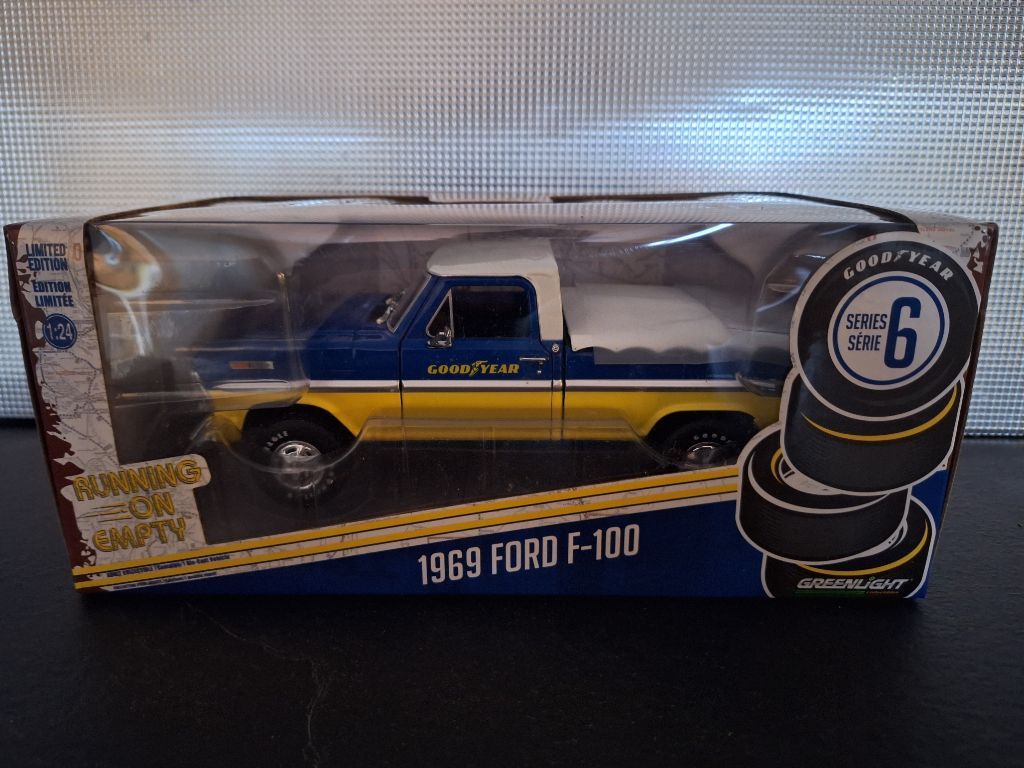 LIMITED
EDITION
ÉDITION
LIMITÉE
1:24
GOODYEAR
SERIES
SÉRIE
6
GOODYEAR
RUNNING
ON
EMPTY
1969 FORD F-100
GREENLIGHT